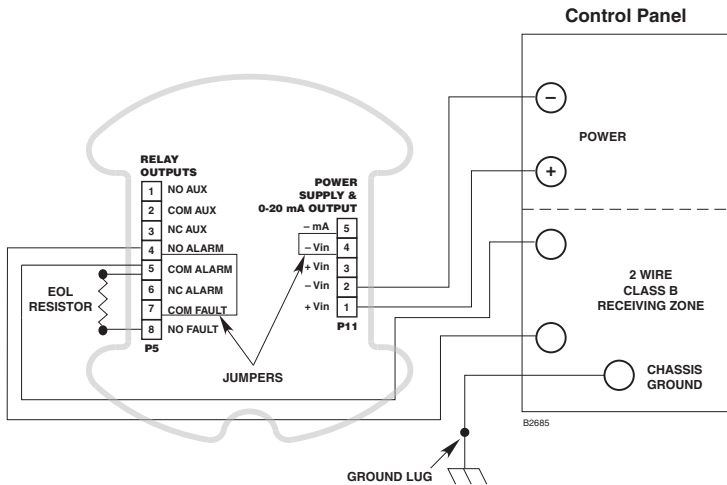 Control Panel
−
POWER
+
RELAY
OUTPUTS
1 NO AUX
2 COM AUX
3 NC AUX
4 NO ALARM
5 COM ALARM
6 NC ALARM
7 COM FAULT
8 NO FAULT
P5
EOL
RESISTOR
POWER
SUPPLY &
0-20 mA OUTPUT
– mA 5
– Vin 4
+ Vin 3
– Vin 2
+ Vin 1
P11
JUMPERS
2 WIRE
CLASS B
RECEIVING ZONE
CHASSIS
GROUND
B2685
GROUND LUG